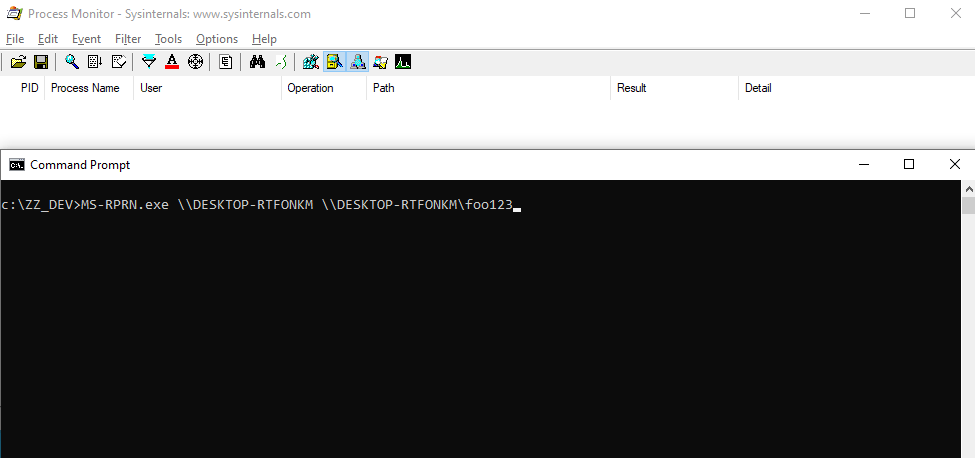 Process Monitor - Sysinternals: www.sysinternals.com
File Edit Event Filter Tools Options Help
PID Process Name User Operation Path Result Detail
Command Prompt
c:\ZZ_DEV>MS-RPRN.exe \\DESKTOP-RTFONKM \\DESKTOP-RTFONKM\foo123